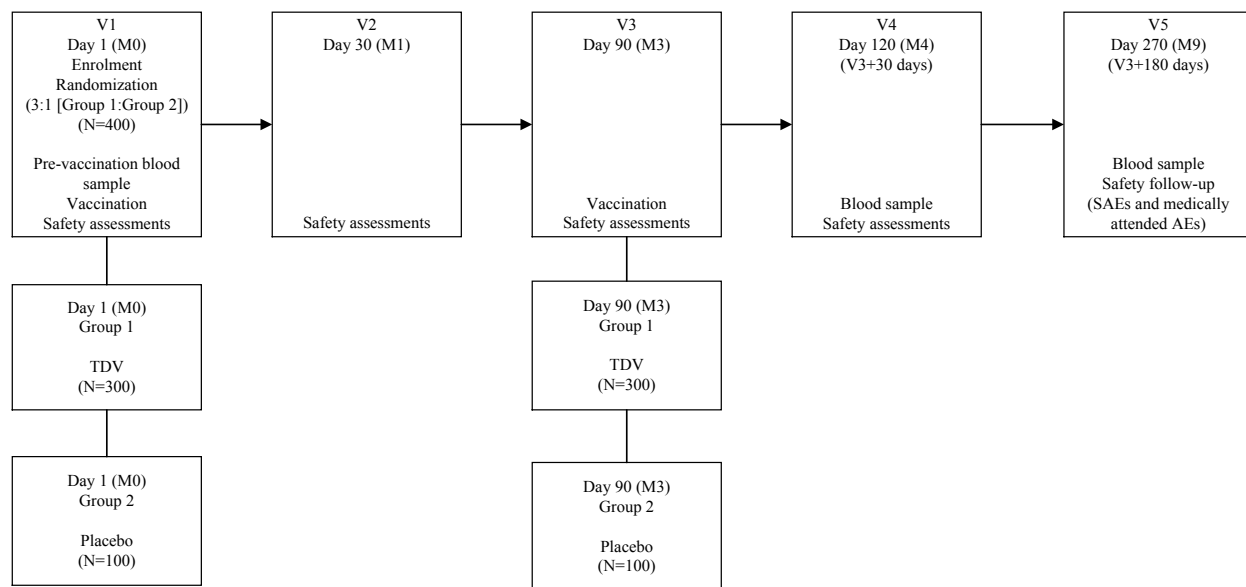 V1
Day 1 (M0)
Enrolment
Randomization
(3:1 [Group 1:Group 2])
(N=400)
Pre-vaccination blood
sample
Vaccination
Safety assessments
V2
Day 30 (M1)
Safety assessments
V3
Day 90 (M3)
Vaccination
Safety assessments
V4
Day 120 (M4)
(V3+30 days)
Blood sample
Safety assessments
V5
Day 270 (M9)
(V3+180 days)
Blood sample
Safety follow-up
(SAEs and medically
attended AEs)
Day 1 (M0)
Group 1
TDV
(N=300)
Day 90 (M3)
Group 1
TDV
(N=300)
Day 1 (M0)
Group 2
Placebo
(N=100)
Day 90 (M3)
Group 2
Placebo
(N=100)